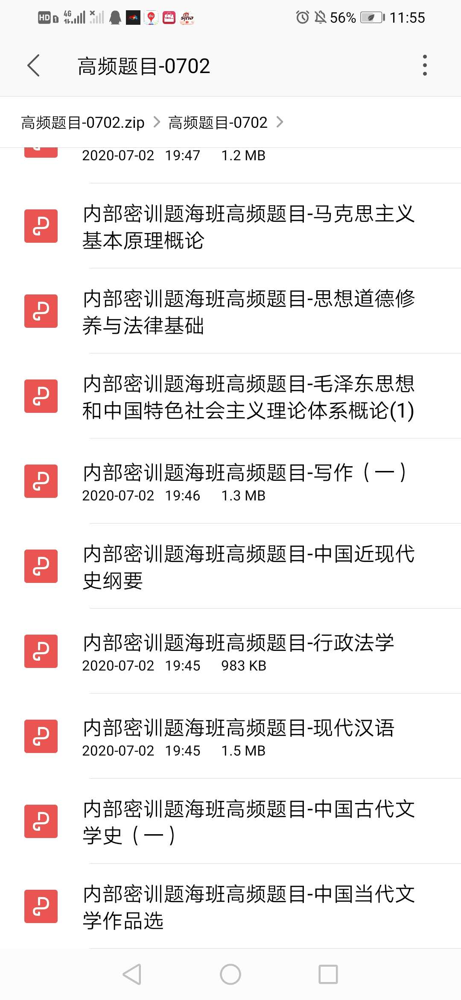 HD 1 4G 56% 11:55
高频题目-0702
高频题目-0702.zip > 高频题目-0702 >
2020-07-02 19:47 1.2 MB
内部密训题海班高频题目-马克思主义
基本原理概论
内部密训题海班高频题目-思想道德修
养与法律基础
内部密训题海班高频题目-毛泽东思想
和中国特色社会主义理论体系概论(1)
内部密训题海班高频题目-写作（一）
2020-07-02 19:46 1.3 MB
内部密训题海班高频题目-中国近现代
史纲要
内部密训题海班高频题目-行政法学
2020-07-02 19:45 983 KB
内部密训题海班高频题目-现代汉语
2020-07-02 19:45 1.5 MB
内部密训题海班高频题目-中国古代文
学史（一）
内部密训题海班高频题目-中国当代文
学作品选